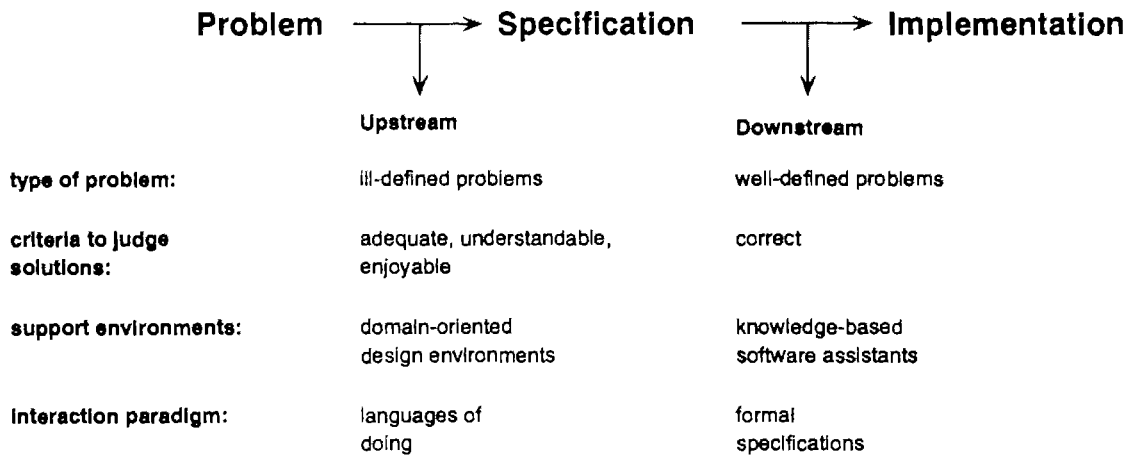 Problem Specification Implementation
Upstream Downstream
type of problem: ill-defined problems well-defined problems
criteria to judge adequate, understandable, correct
solutions: enjoyable
support environments: domain-oriented knowledge-based
design environments software assistants
interaction paradigm: languages of formal
doing specifications